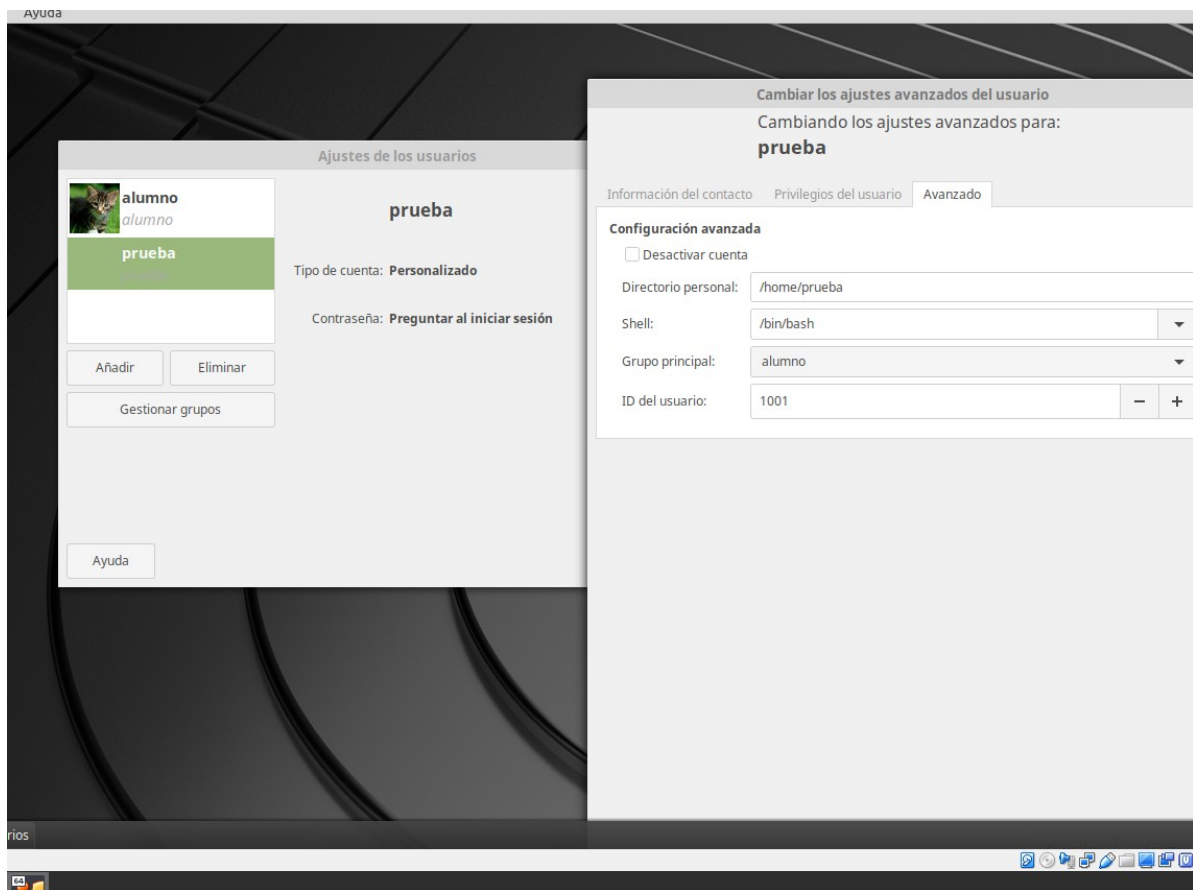 Ayuda
Cambiar los ajustes avanzados del usuario
Cambiando los ajustes avanzados para:
prueba
Ajustes de los usuarios
alumno
alumno
prueba
prueba
Tipo de cuenta: Personalizado
Contraseña: Preguntar al iniciar sesión
Añadir
Eliminar
Gestionar grupos
Ayuda
Información del contacto
Privilegios del usuario
Avanzado
Configuración avanzada
Desactivar cuenta
Directorio personal: /home/prueba
Shell: /bin/bash
Grupo principal: alumno
ID del usuario: 1001
rios
64